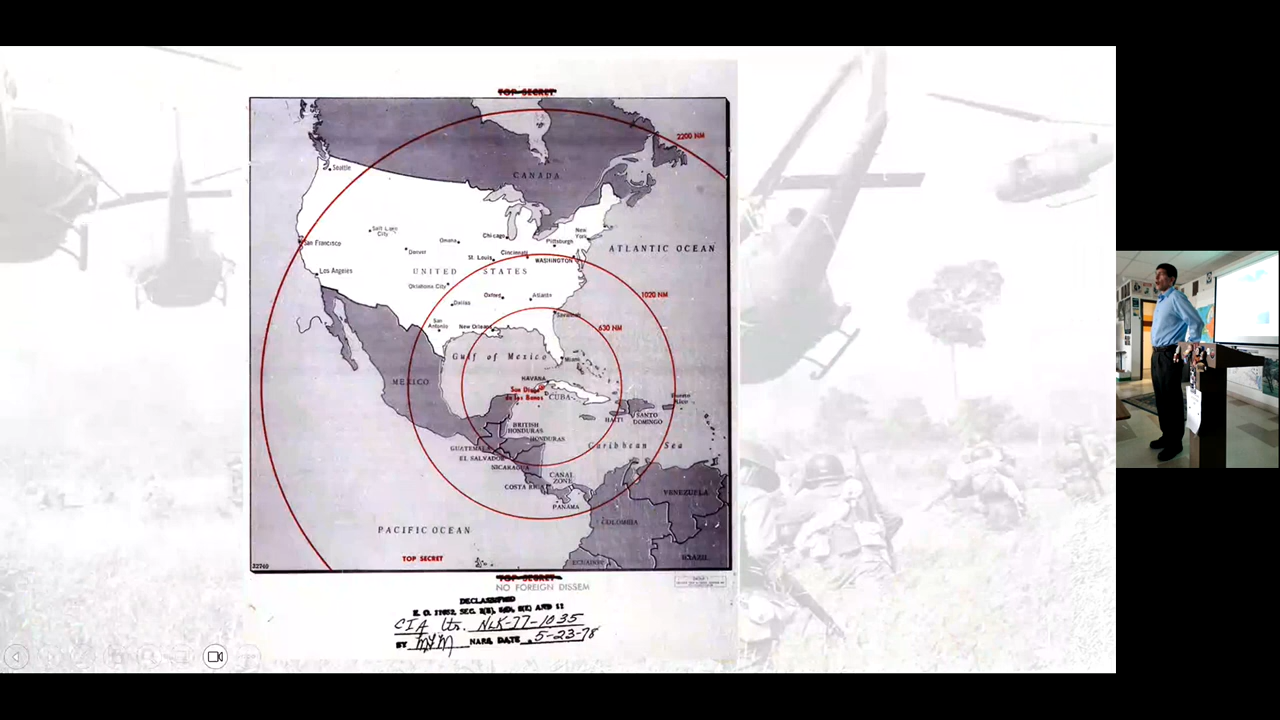 TOP SECRET
2200 NM
Seattle
CANADA
San Francisco
Salt Lake
City
Denver
Omaha
Chicago
Pittsburgh
New
York
ATLANTIC OCEAN
Los Angeles
UNITED STATES
St. Louis
Cincinnati
WASHINGTON
Oklahoma City
Dallas
Oxford
Atlanta
1020 NM
San
Antonio
New Orleans
Savannah
630 NM
Gulf of Mexico
Miami
MEXICO
HAVANA
San Diego
de los Banos
CUBA
HAITI
SANTO
DOMINGO
BRITISH
HONDURAS
HONDURAS
GUATEMALA
EL SALVADOR
NICARAGUA
Caribbean Sea
COSTA RICA
CANAL
ZONE
PANAMA
VENEZUELA
COLOMBIA
PACIFIC OCEAN
TOP SECRET
ECUADOR
BRAZIL
32740
TOP SECRET
NO FOREIGN DISSEM
DECLASSIFIED
CIA ltr. NLK-77-1035
BY MFM NARS, DATE 5-23-78